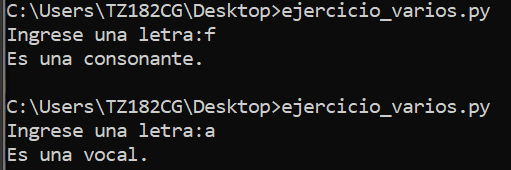 C:\Users\TZ182CG\Desktop>ejercicio_varios.py
Ingrese una letra:f
Es una consonante.
C:\Users\TZ182CG\Desktop>ejercicio_varios.py
Ingrese una letra:a
Es una vocal.